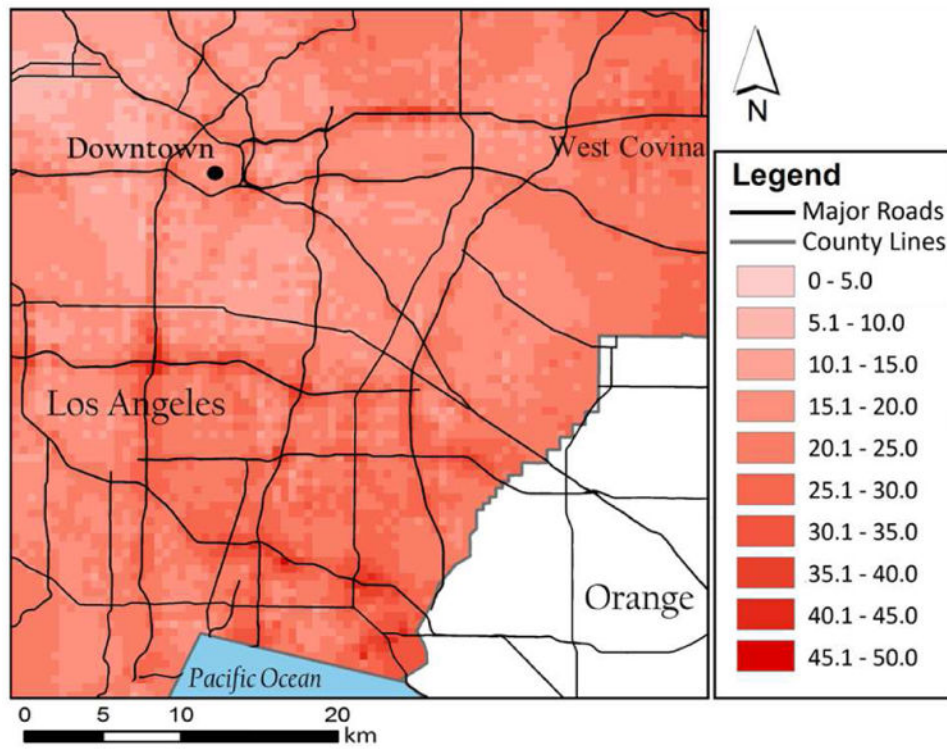 Downtown
West Covina
Los Angeles
Orange
Pacific Ocean
0 5 10 20
km
N
Legend
Major Roads
County Lines
0 - 5.0
5.1 - 10.0
10.1 - 15.0
15.1 - 20.0
20.1 - 25.0
25.1 - 30.0
30.1 - 35.0
35.1 - 40.0
40.1 - 45.0
45.1 - 50.0